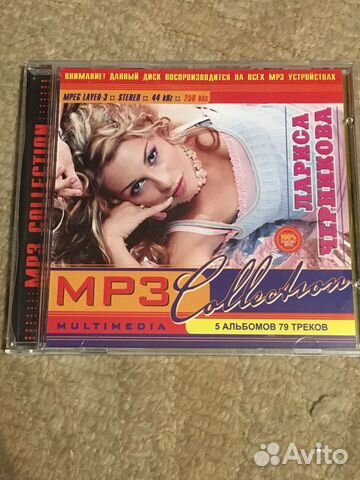 ВНИМАНИЕ! ДАННЫЙ ДИСК ВОСПРОИЗВОДИТСЯ НА ВСЕХ MP3 УСТРОЙСТВАХ
MPEG LAYER-3 STEREO 44 kHz 256 kbs
MP3 COLLECTION
ЛАРИСА
ЧЕРНИКОВА
100%
MP3 Collection
MULTIMEDIA
5 АЛЬБОМОВ 79 ТРЕКОВ
Avito